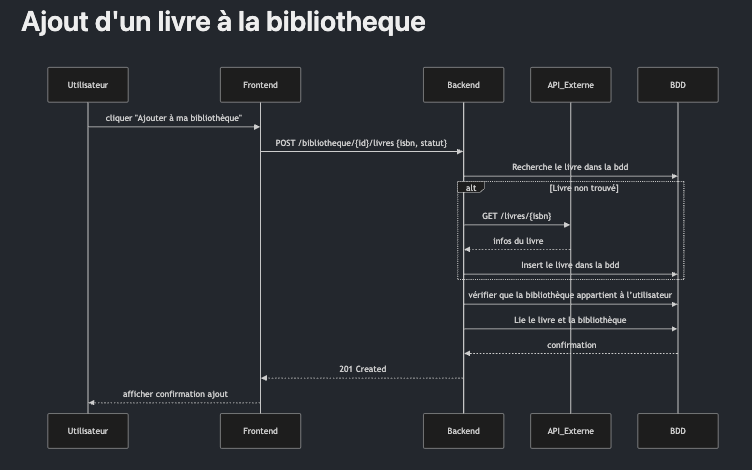 Ajout d'un livre à la bibliotheque
Utilisateur
Frontend
Backend
API_Externe
BDD
cliquer "Ajouter à ma bibliothèque"
POST /bibliotheque/{id}/livres {isbn, statut}
Recherche le livre dans la bdd
alt
[Livre non trouvé]
GET /livres/{isbn}
Infos du livre
Insert le livre dans la bdd
vérifier que la bibliothèque appartient à l'utilisateur
Lie le livre et la bibliothèque
confirmation
201 Created
afficher confirmation ajout
Utilisateur
Frontend
Backend
API_Externe
BDD